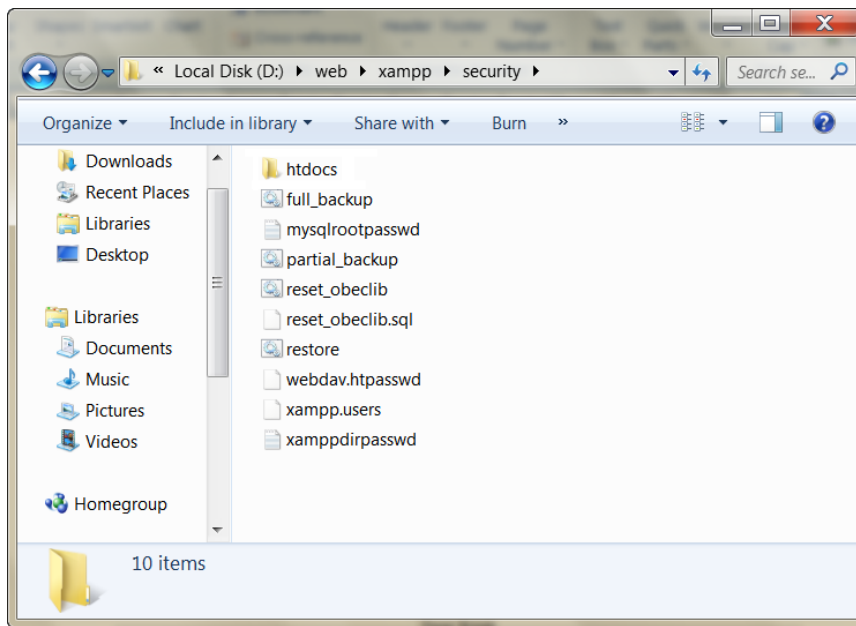 « Local Disk (D:) ▸ web ▸ xampp ▸ security ▸ Search se...
Organize Include in library Share with Burn »
Downloads
Recent Places
Libraries
Desktop
Libraries
Documents
Music
Pictures
Videos
Homegroup
htdocs
full_backup
mysqlrootpasswd
partial_backup
reset_obeclib
reset_obeclib.sql
restore
webdav.htpasswd
xampp.users
xamppdirpasswd
10 items